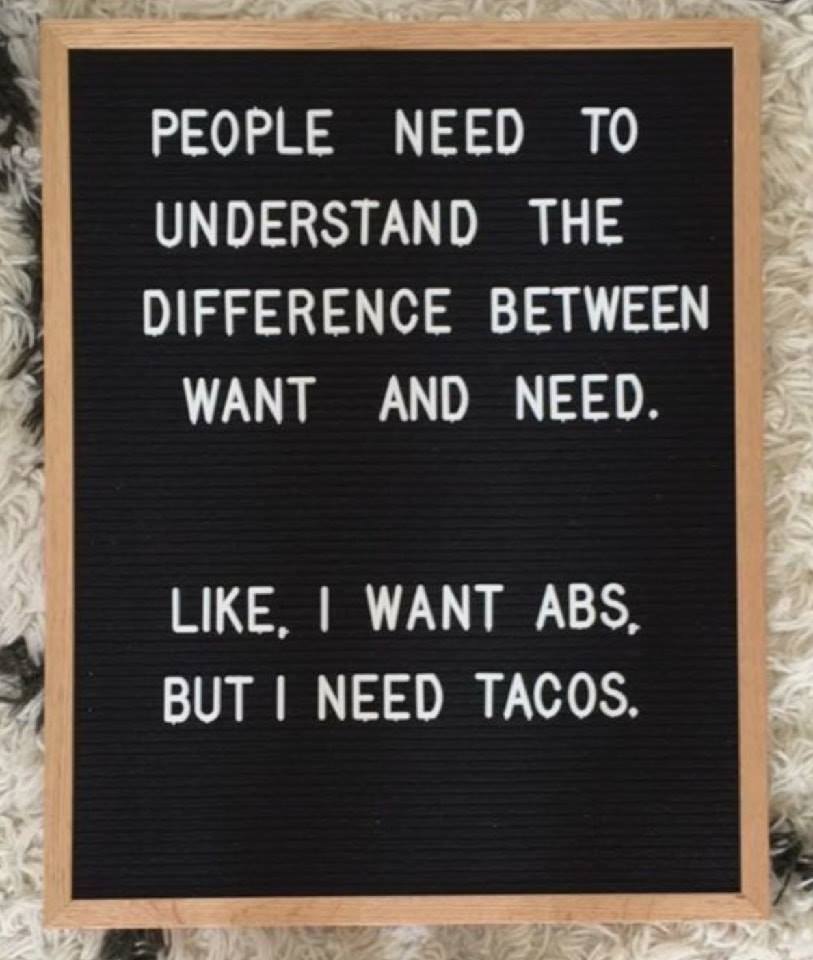 PEOPLE NEED TO
UNDERSTAND THE
DIFFERENCE BETWEEN
WANT AND NEED.
LIKE, I WANT ABS,
BUT I NEED TACOS.